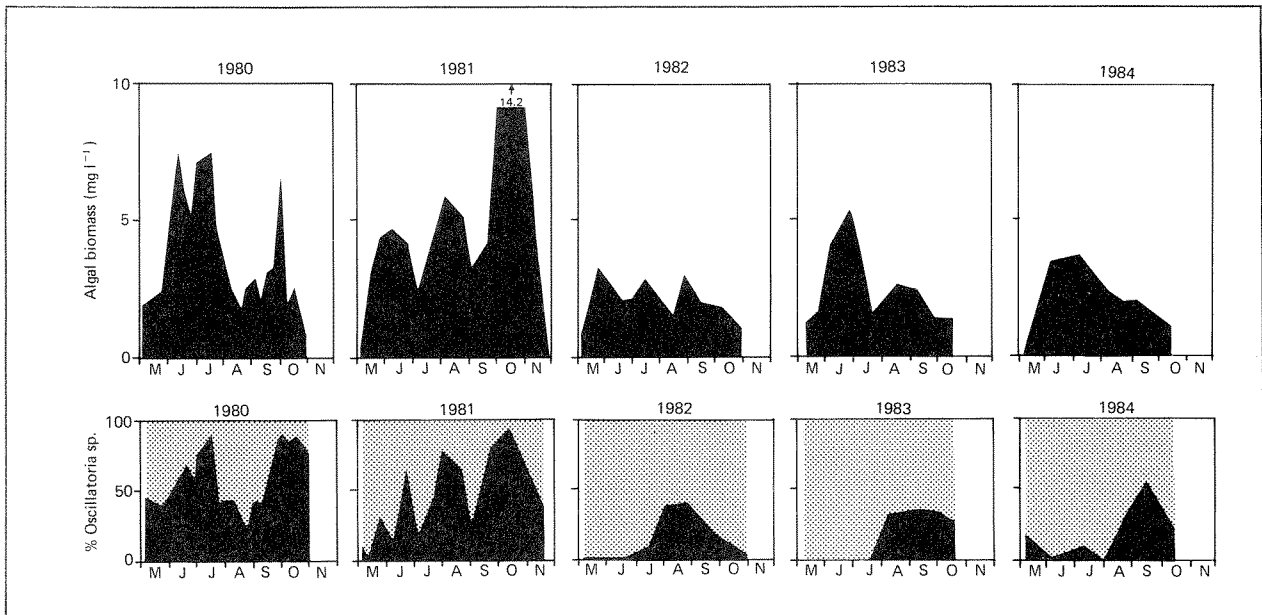 1980 1981 1982 1983 1984
Algal biomass (mg l⁻¹)
10
5
0
14.2
M J J A S O N M J J A S O N M J J A S O N M J J A S O N M J J A S O N
1980 1981 1982 1983 1984
% Oscillatoria sp.
100
50
0
M J J A S O N M J J A S O N M J J A S O N M J J A S O N M J J A S O N